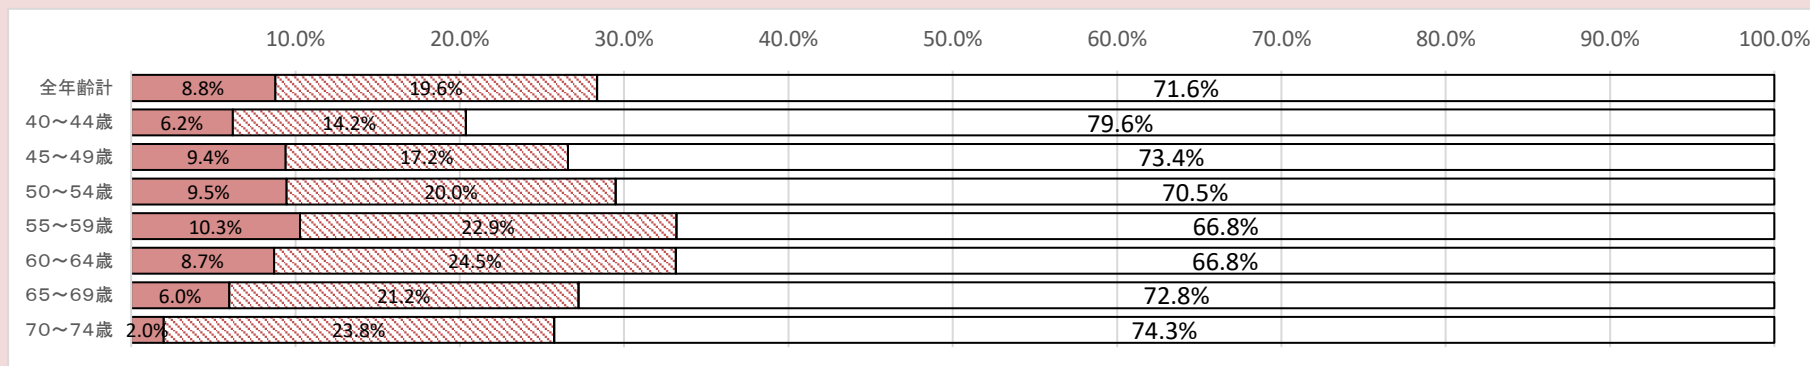 10.0% 20.0% 30.0% 40.0% 50.0% 60.0% 70.0% 80.0% 90.0% 100.0%
全年齢計 8.8% 19.6% 71.6%
40～44歳 6.2% 14.2% 79.6%
45～49歳 9.4% 17.2% 73.4%
50～54歳 9.5% 20.0% 70.5%
55～59歳 10.3% 22.9% 66.8%
60～64歳 8.7% 24.5% 66.8%
65～69歳 6.0% 21.2% 72.8%
70～74歳 2.0% 23.8% 74.3%